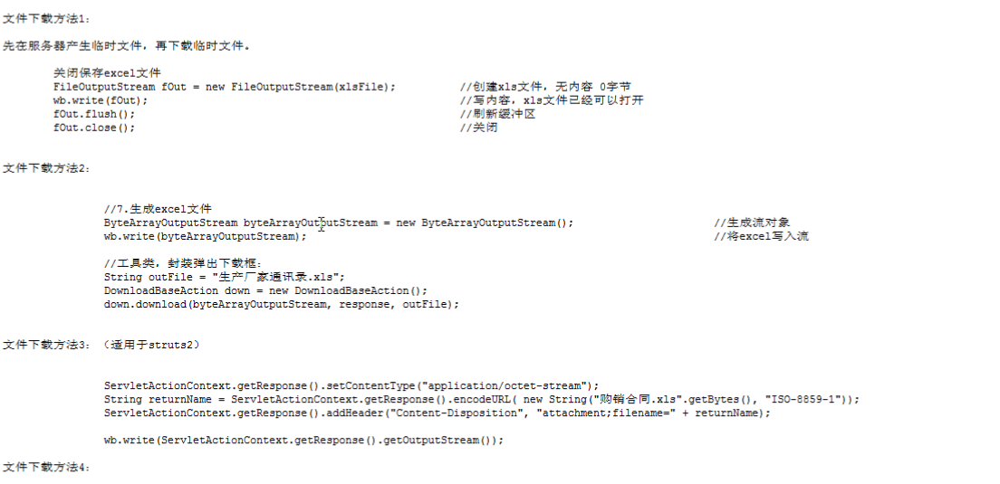 文件下载方法1：
先在服务器产生临时文件，再下载临时文件。
关闭保存excel文件
FileOutputStream fOut = new FileOutputStream(xlsFile); //创建xls文件，无内容 0字节
wb.write(fOut); //写内容，xls文件已经可以打开
fOut.flush(); //刷新缓冲区
fOut.close(); //关闭
文件下载方法2：
//7.生成excel文件
ByteArrayOutputStream byteArrayOutputStream = new ByteArrayOutputStream(); //生成流对象
wb.write(byteArrayOutputStream); //将excel写入流
//工具类，封装弹出下载框：
String outFile = "生产厂家通讯录.xls";
DownloadBaseAction down = new DownloadBaseAction();
down.download(byteArrayOutputStream, response, outFile);
文件下载方法3：（适用于struts2）
ServletActionContext.getResponse().setContentType("application/octet-stream");
String returnName = ServletActionContext.getResponse().encodeURL( new String("购销合同.xls".getBytes(), "ISO-8859-1"));
ServletActionContext.getResponse().addHeader("Content-Disposition", "attachment;filename=" + returnName);
wb.write(ServletActionContext.getResponse().getOutputStream());
文件下载方法4：